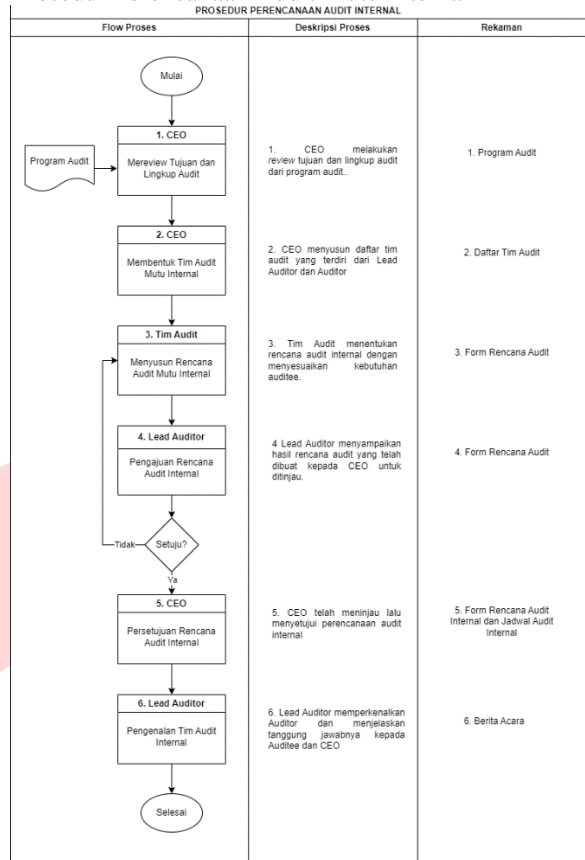 PROSEDUR PERENCANAAN AUDIT INTERNAL
Flow Proses
Deskripsi Proses
Rekaman
Mulai
Program Audit
1. CEO
Mereview Tujuan dan
Lingkup Audit
1. CEO melakukan
review tujuan dan lingkup audit
dari program audit..
1. Program Audit
2. CEO
Membentuk Tim Audit
Mutu Internal
2. CEO menyusun daftar tim
audit yang terdiri dari Lead
Auditor dan Auditor
2. Daftar Tim Audit
3. Tim Audit
Menyusun Rencana
Audit Mutu Internal
3. Tim Audit menentukan
rencana audit internal dengan
menyesuaikan kebutuhan
auditee.
3. Form Rencana Audit
4. Lead Auditor
Pengajuan Rencana
Audit Internal
4 Lead Auditor menyampaikan
hasil rencana audit yang telah
dibuat kepada CEO untuk
ditinjau.
4. Form Rencana Audit
Tidak
Setuju?
Ya
5. CEO
Persetujuan Rencana
Audit Internal
5. CEO telah meninjau lalu
menyetujui perencanaan audit
internal
5. Form Rencana Audit
Internal dan Jadwal Audit
Internal
6. Lead Auditor
Pengenalan Tim Audit
Internal
6. Lead Auditor memperkenalkan
Auditor dan menjelaskan
tanggung jawabnya kepada
Auditee dan CEO
6. Berita Acara
Selesai